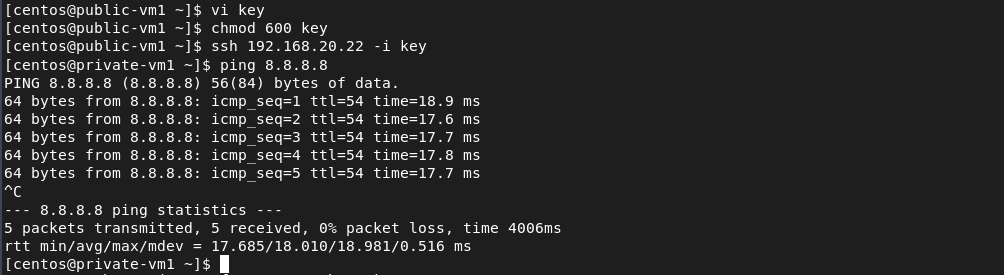 [centos@public-vm1 ~]$ vi key
[centos@public-vm1 ~]$ chmod 600 key
[centos@public-vm1 ~]$ ssh 192.168.20.22 -i key
[centos@private-vm1 ~]$ ping 8.8.8.8
PING 8.8.8.8 (8.8.8.8) 56(84) bytes of data.
64 bytes from 8.8.8.8: icmp_seq=1 ttl=54 time=18.9 ms
64 bytes from 8.8.8.8: icmp_seq=2 ttl=54 time=17.6 ms
64 bytes from 8.8.8.8: icmp_seq=3 ttl=54 time=17.7 ms
64 bytes from 8.8.8.8: icmp_seq=4 ttl=54 time=17.8 ms
64 bytes from 8.8.8.8: icmp_seq=5 ttl=54 time=17.7 ms
^C
--- 8.8.8.8 ping statistics ---
5 packets transmitted, 5 received, 0% packet loss, time 4006ms
rtt min/avg/max/mdev = 17.685/18.010/18.981/0.516 ms
[centos@private-vm1 ~]$